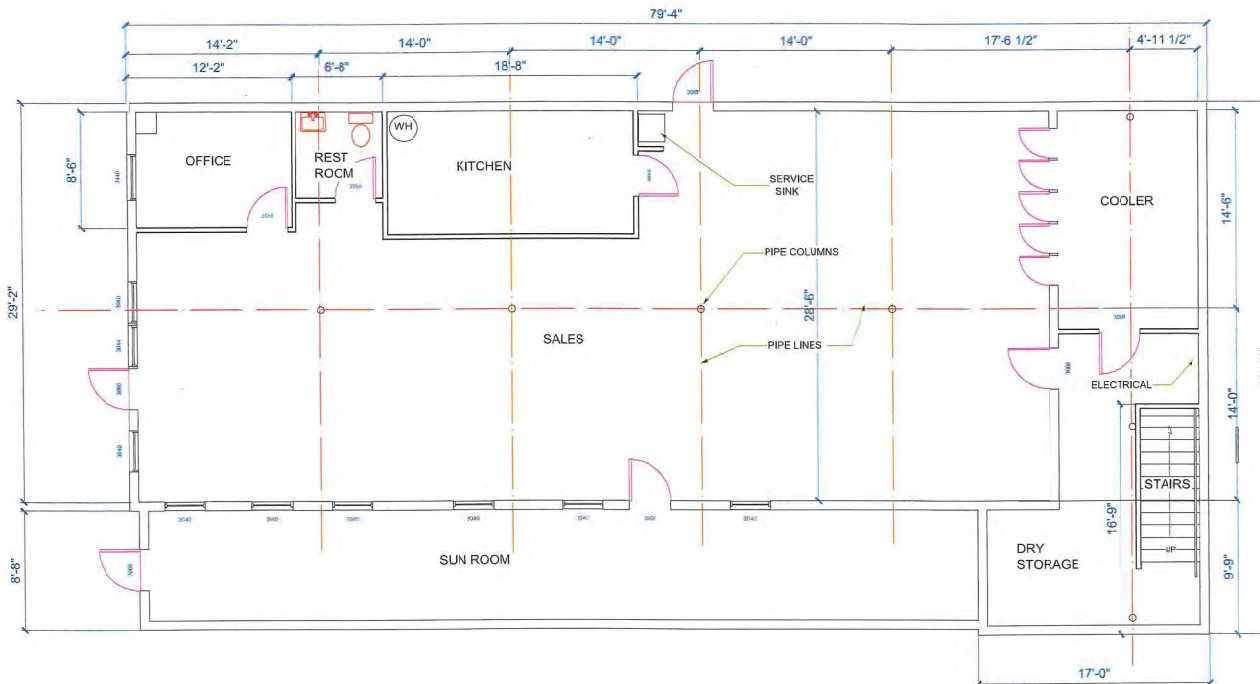 79'-4"
14'-2"
14'-0"
14'-0"
14'-0"
17'-6 1/2"
4'-11 1/2"
12'-2"
6'-8"
18'-8"
29'-2"
8'-6"
OFFICE
REST
ROOM
WH
KITCHEN
SERVICE
SINK
COOLER
14'-6"
PIPE COLUMNS
28'-6"
SALES
PIPE LINES
ELECTRICAL
14'-0"
STAIRS
16'-9"
UP
3040
3040
3040
8'-8"
SUN ROOM
DRY
STORAGE
9'-9"
17'-0"